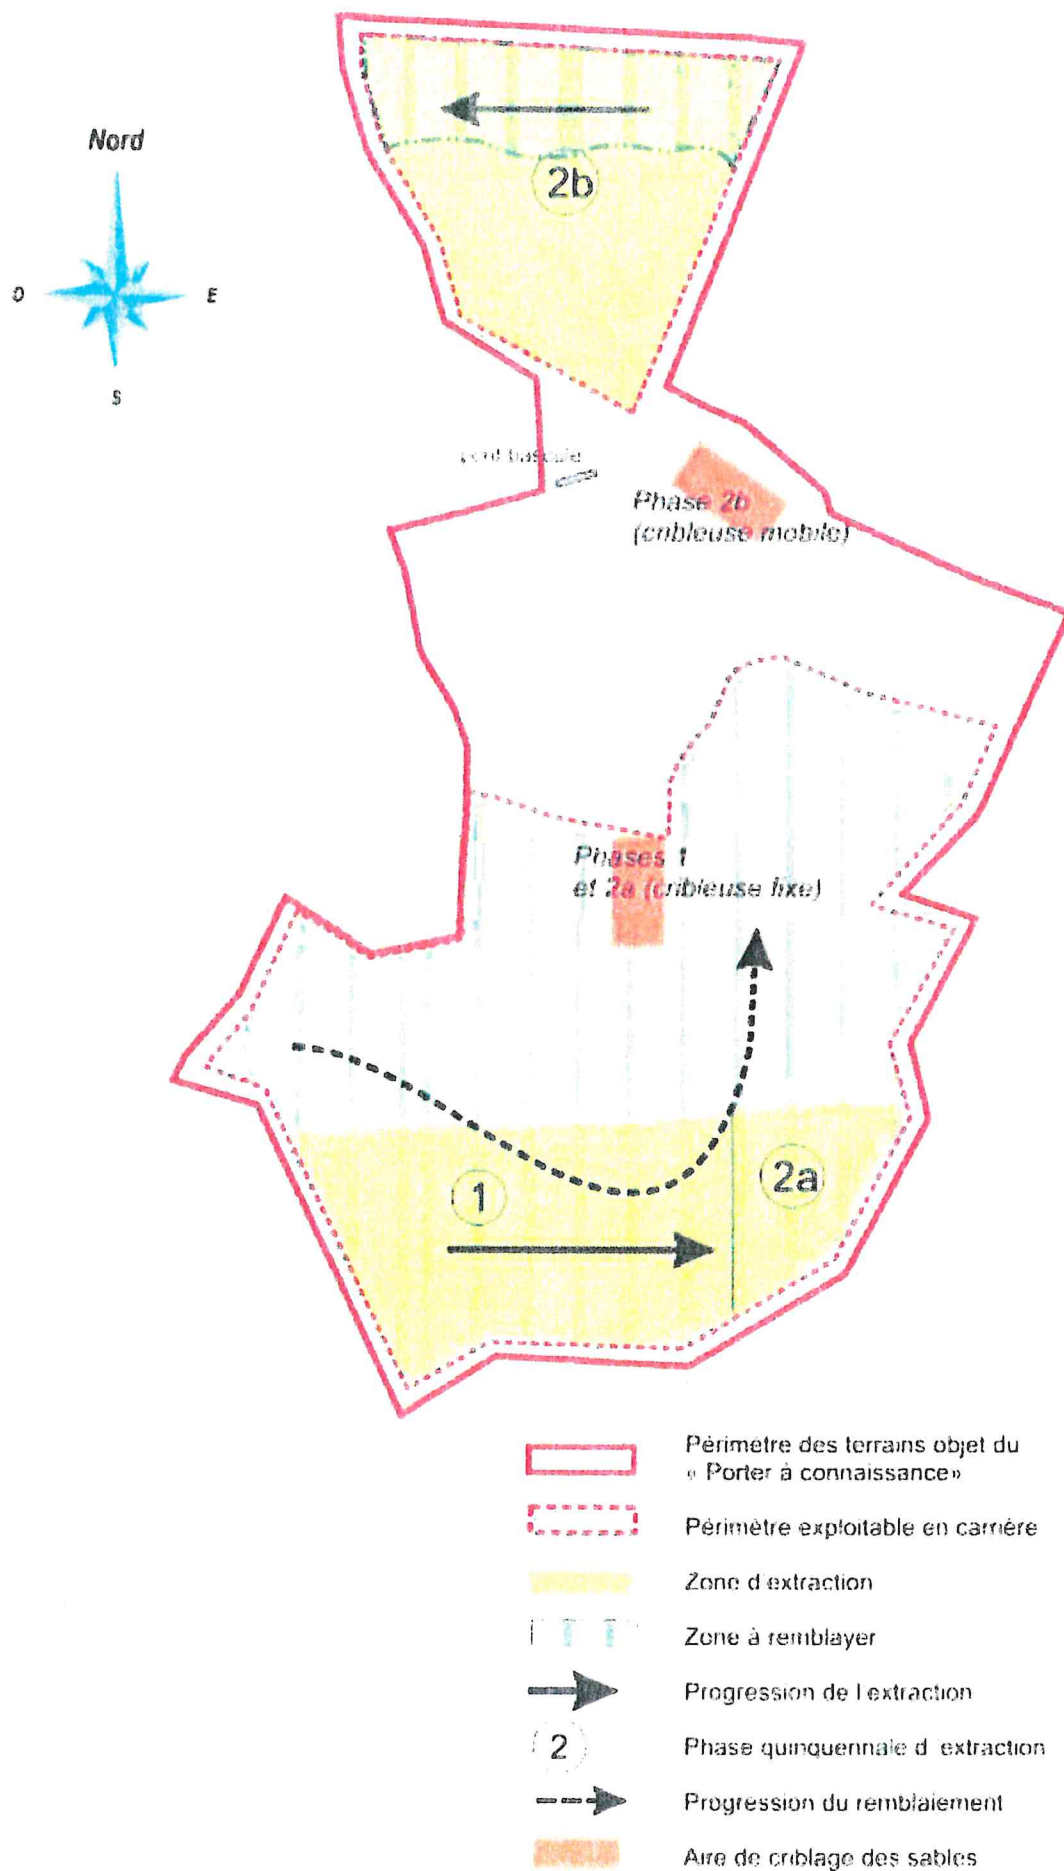 Nord
O
E
S
2b
pont bascule
Phase 2b
(cribleuse mobile)
Phases 1
et 2a (cribleuse fixe)
1
2a
Périmètre des terrains objet du
« Porter à connaissance»
Périmètre exploitable en carrière
Zone d'extraction
Zone à remblayer
Progression de l'extraction
2
Phase quinquennale d'extraction
Progression du remblaiement
Aire de criblage des sables